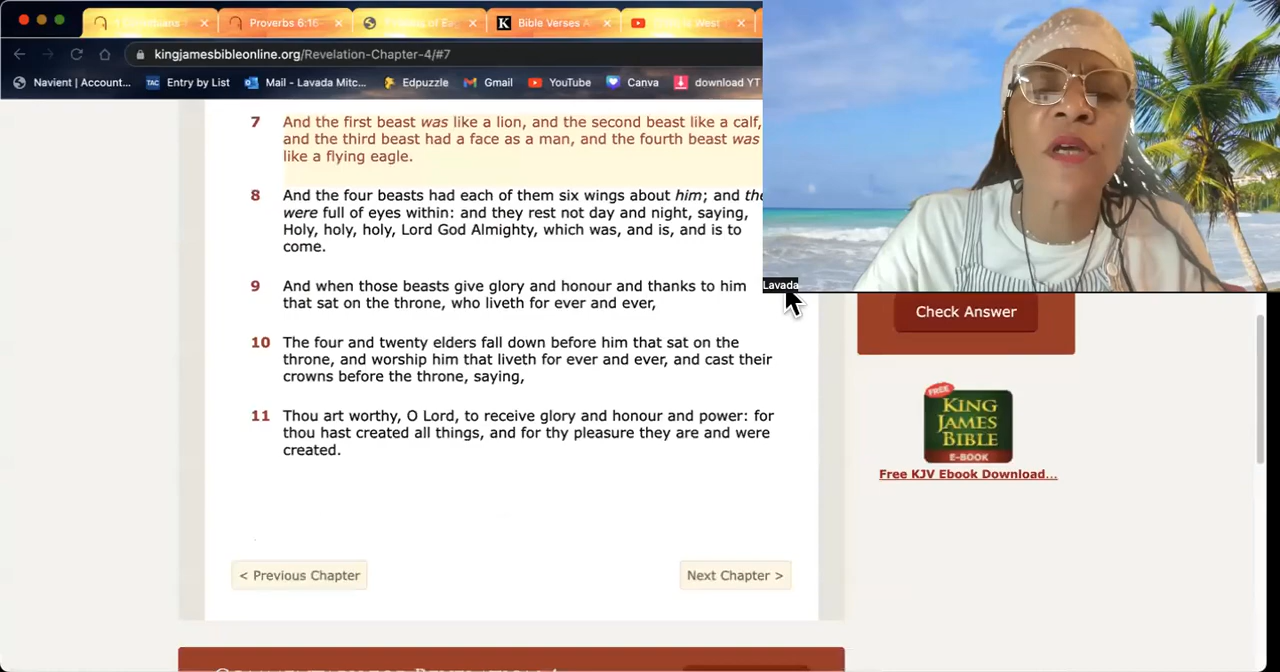 Corinthians
Proverbs 6:16-
Bible Verses A
West
kingjamesbibleonline.org/Revelation-Chapter-4/#7
Navient | Account...
TAC Entry by List
Mail - Lavada Mitc...
Edpuzzle
Gmail
YouTube
Canva
download YT
7 And the first beast was like a lion, and the second beast like a calf,
and the third beast had a face as a man, and the fourth beast was
like a flying eagle.
8 And the four beasts had each of them six wings about him; and the
were full of eyes within: and they rest not day and night, saying,
Holy, holy, holy, Lord God Almighty, which was, and is, and is to
come.
9 And when those beasts give glory and honour and thanks to him
that sat on the throne, who liveth for ever and ever,
10 The four and twenty elders fall down before him that sat on the
throne, and worship him that liveth for ever and ever, and cast their
crowns before the throne, saying,
11 Thou art worthy, O Lord, to receive glory and honour and power: for
thou hast created all things, and for thy pleasure they are and were
created.
< Previous Chapter
Next Chapter >
Lavada
Check Answer
FREE
KING
JAMES
BIBLE
E-BOOK
Free KJV Ebook Download...